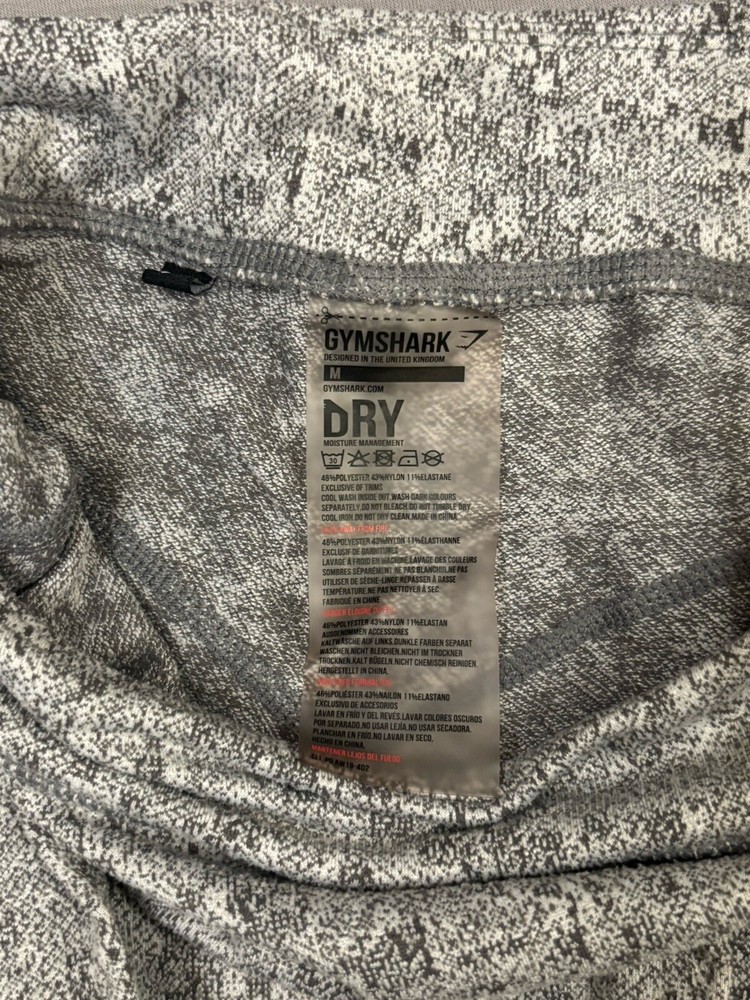 GYMSHARK
DESIGNED IN THE UNITED KINGDOM
M
GYMSHARK.COM
DRY
MOISTURE MANAGEMENT
30
46%POLYESTER 43%NYLON 11%ELASTANE
EXCLUSIVE OF TRIMS
COOL WASH INSIDE OUT.WASH DARK COLOURS
SEPARATELY.DO NOT BLEACH.DO NOT TUMBLE DRY.
COOL IRON.DO NOT DRY CLEAN.MADE IN CHINA
FROM FIRE
46%POLYESTER 43%NYLON 11%ÉLASTHANNE
EXCLUSIF DE GARNITURES
LAVAGE À FROID EN MACHINE.LAVAGE DES COULEURS
SOMBRES SÉPARÉMENT.NE PAS BLANCHIR.NE PAS
UTILISER DE SÈCHE-LINGE.REPASSER À BASSE
TEMPÉRATURE.NE PAS NETTOYER À SEC.
FABRIQUÉ EN CHINE
46%POLYESTER 43%NYLON 11%ELASTAN
AUSGENOMMEN ACCESSOIRES
KALTWÄSCHE AUF LINKS.DUNKLE FARBEN SEPARAT
WASCHEN.NICHT BLEICHEN.NICHT IM TROCKNER
TROCKNEN.KALT BÜGELN.NICHT CHEMISCH REINIGEN.
HERGESTELLT IN CHINA.
46%POLIÉSTER 43%NAILON 11%ELASTANO
EXCLUSIVO DE ACCESORIOS
LAVAR EN FRÍO Y DEL REVÉS.LAVAR COLORES OSCUROS
POR SEPARADO.NO USAR LEJÍA.NO USAR SECADORA.
PLANCHAR EN FRÍO.NO LAVAR EN SECO.
HECHO EN CHINA.
MANTENER LEJOS DEL FUEGO